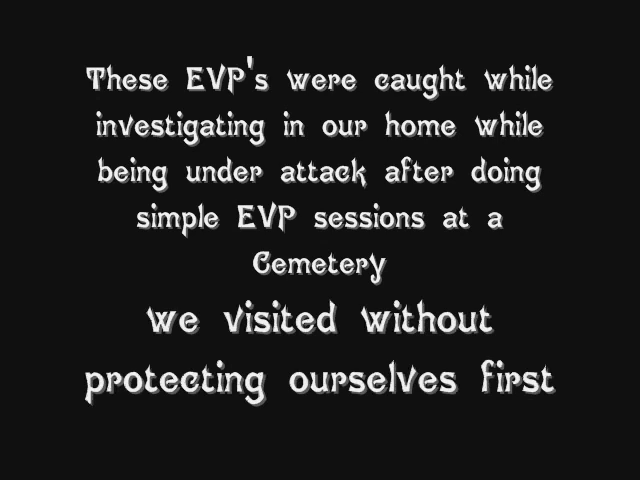 These EVP's were caught while
investigating in our home while
being under attack after doing
simple EVP sessions at a
Cemetery
we visited without
protecting ourselves first